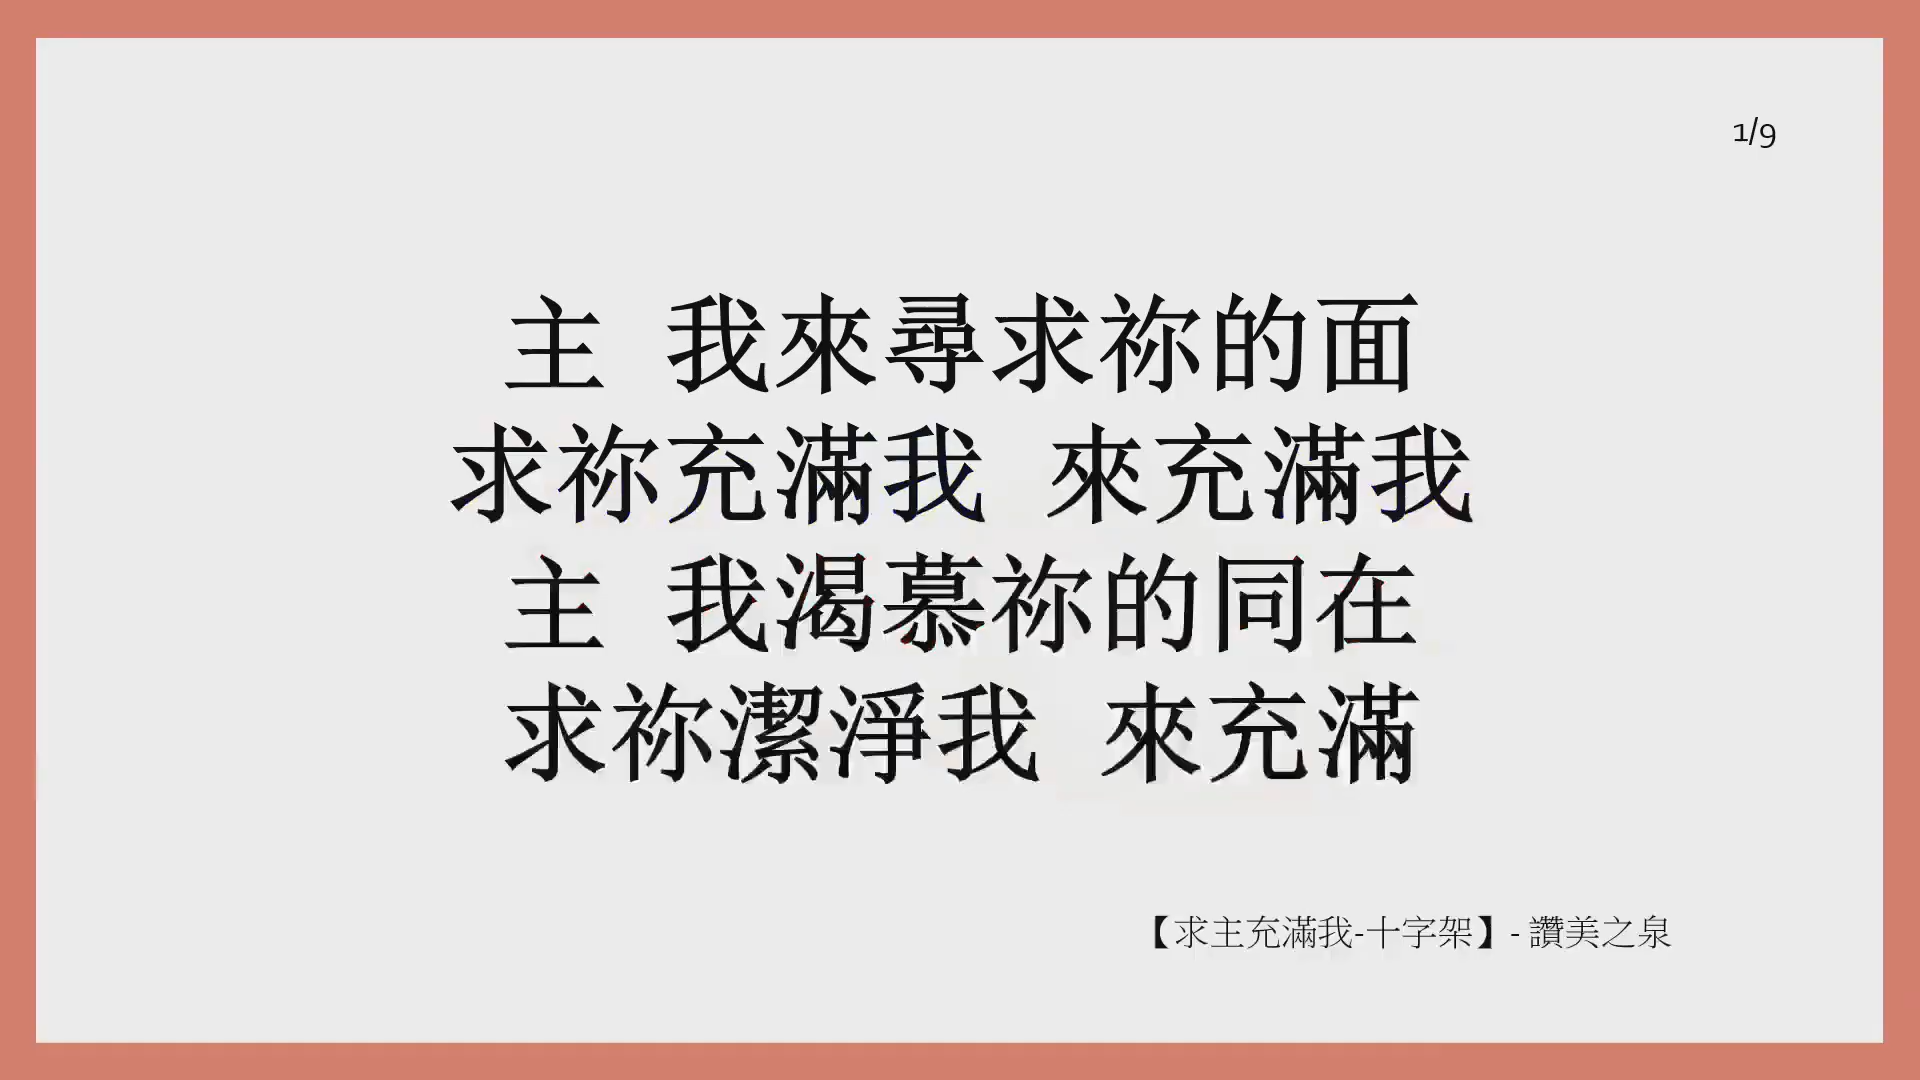 1/9
主 我來尋求祢的面
求祢充滿我 來充滿我
主 我渴慕祢的同在
求祢潔淨我 來充滿
【求主充滿我-十字架】- 讚美之泉